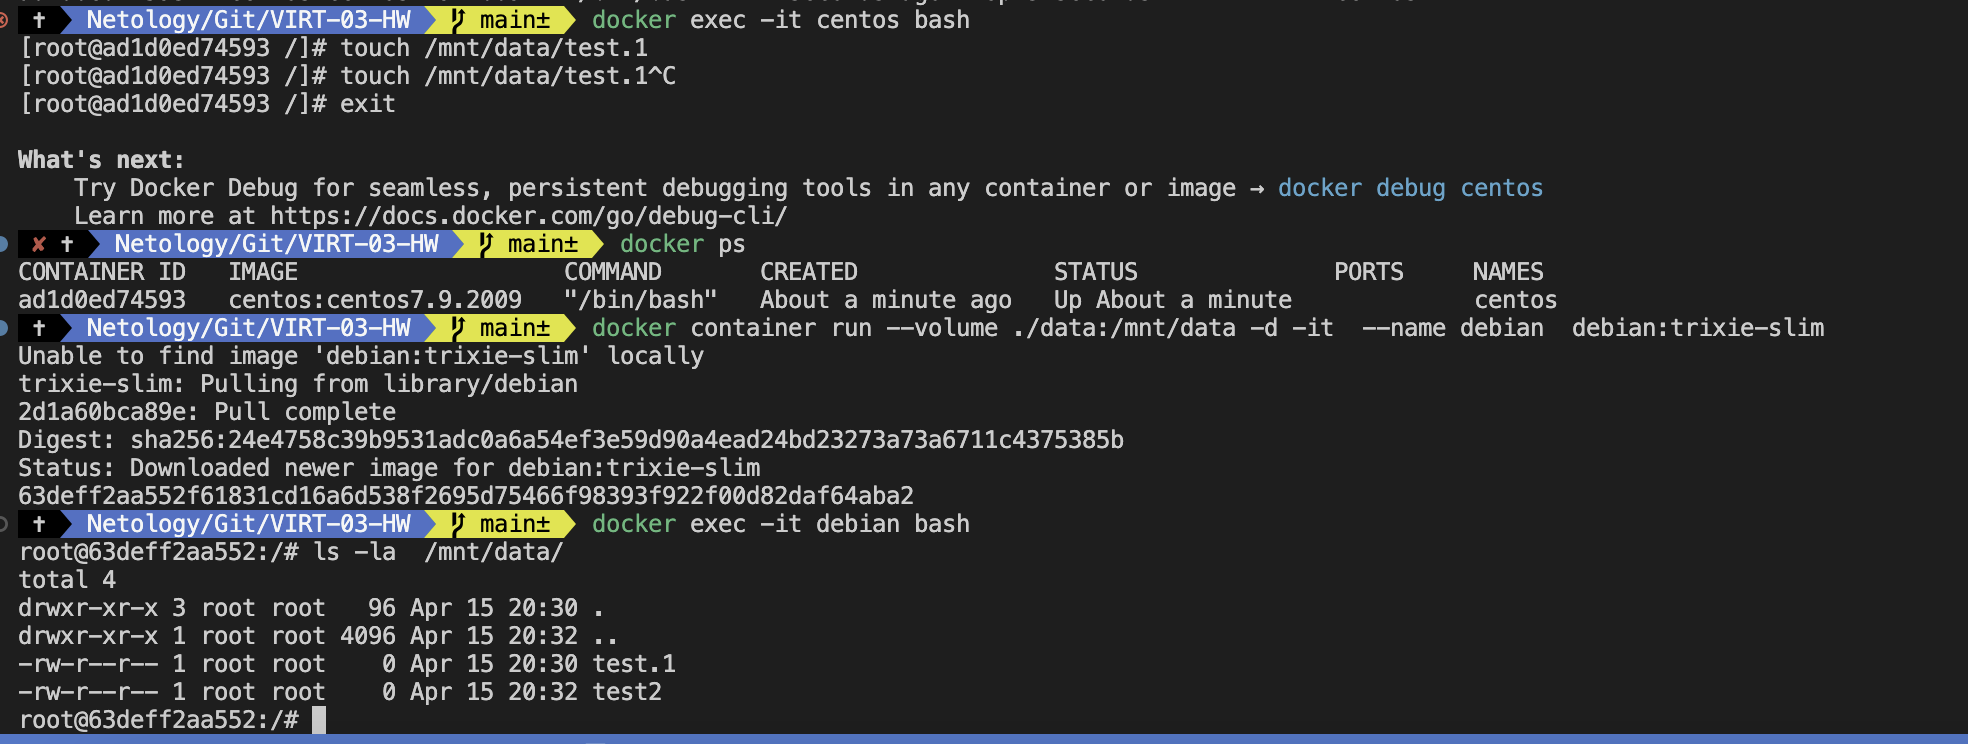 ✝ Netology/Git/VIRT-03-HW main± docker exec -it centos bash
[root@ad1d0ed74593 /]# touch /mnt/data/test.1
[root@ad1d0ed74593 /]# touch /mnt/data/test.1^C
[root@ad1d0ed74593 /]# exit
What's next:
Try Docker Debug for seamless, persistent debugging tools in any container or image → docker debug centos
Learn more at https://docs.docker.com/go/debug-cli/
✘ ✝ Netology/Git/VIRT-03-HW main± docker ps
CONTAINER ID IMAGE COMMAND CREATED STATUS PORTS NAMES
ad1d0ed74593 centos:centos7.9.2009 "/bin/bash" About a minute ago Up About a minute centos
✝ Netology/Git/VIRT-03-HW main± docker container run --volume ./data:/mnt/data -d -it --name debian debian:trixie-slim
Unable to find image 'debian:trixie-slim' locally
trixie-slim: Pulling from library/debian
2d1a60bca89e: Pull complete
Digest: sha256:24e4758c39b9531adc0a6a54ef3e59d90a4ead24bd23273a73a6711c4375385b
Status: Downloaded newer image for debian:trixie-slim
63deff2aa552f61831cd16a6d538f2695d75466f98393f922f00d82daf64aba2
✝ Netology/Git/VIRT-03-HW main± docker exec -it debian bash
root@63deff2aa552:/# ls -la /mnt/data/
total 4
drwxr-xr-x 3 root root 96 Apr 15 20:30 .
drwxr-xr-x 1 root root 4096 Apr 15 20:32 ..
-rw-r--r-- 1 root root 0 Apr 15 20:30 test.1
-rw-r--r-- 1 root root 0 Apr 15 20:32 test2
root@63deff2aa552:/#